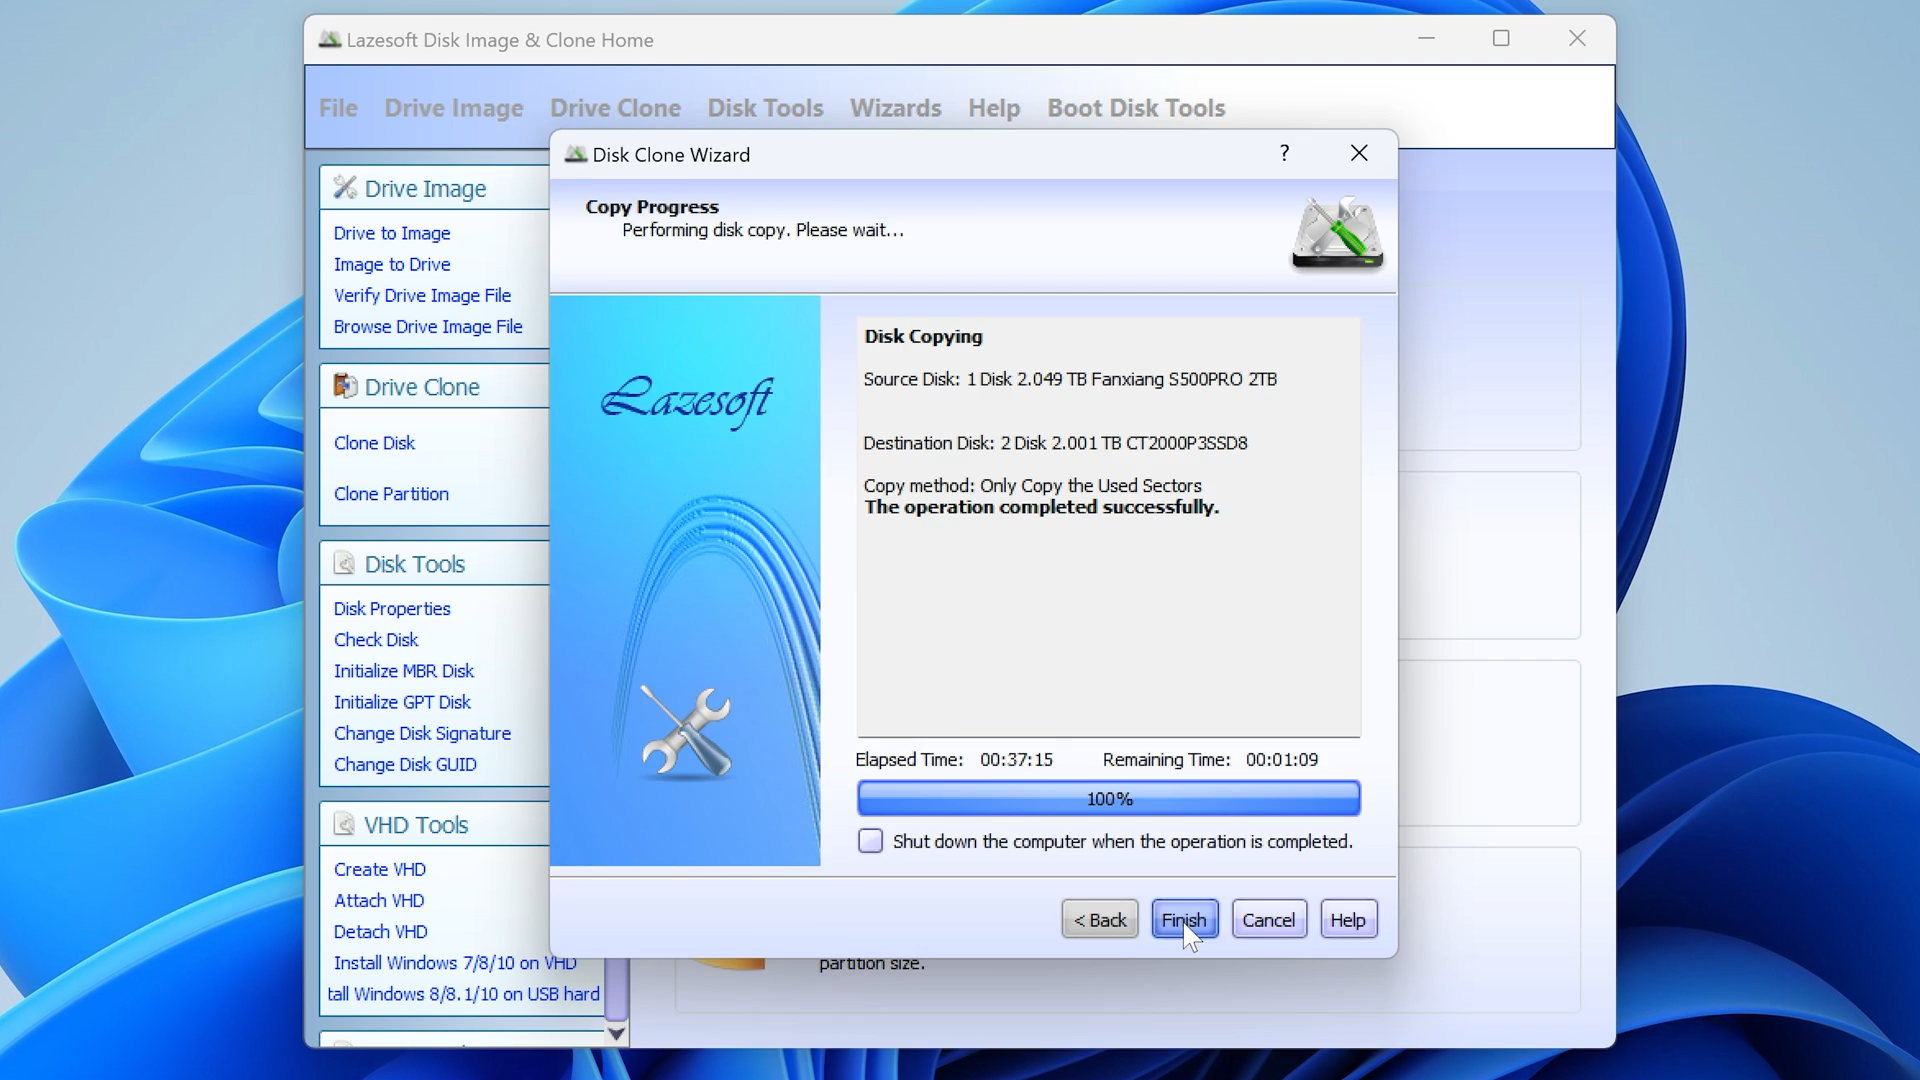 Lazesoft Disk Image & Clone Home
File Drive Image Drive Clone Disk Tools Wizards Help Boot Disk Tools
Drive Image
Drive to Image
Image to Drive
Verify Drive Image File
Browse Drive Image File
Drive Clone
Clone Disk
Clone Partition
Disk Tools
Disk Properties
Check Disk
Initialize MBR Disk
Initialize GPT Disk
Change Disk Signature
Change Disk GUID
VHD Tools
Create VHD
Attach VHD
Detach VHD
Install Windows 7/8/10 on VHD
tall Windows 8/8.1/10 on USB hard
Disk Clone Wizard
?
Copy Progress
Performing disk copy. Please wait...
Lazesoft
Disk Copying
Source Disk: 1 Disk 2.049 TB Fanxiang S500PRO 2TB
Destination Disk: 2 Disk 2.001 TB CT2000P3SSD8
Copy method: Only Copy the Used Sectors
The operation completed successfully.
Elapsed Time: 00:37:15 Remaining Time: 00:01:09
100%
Shut down the computer when the operation is completed.
< Back Finish Cancel Help
partition size.